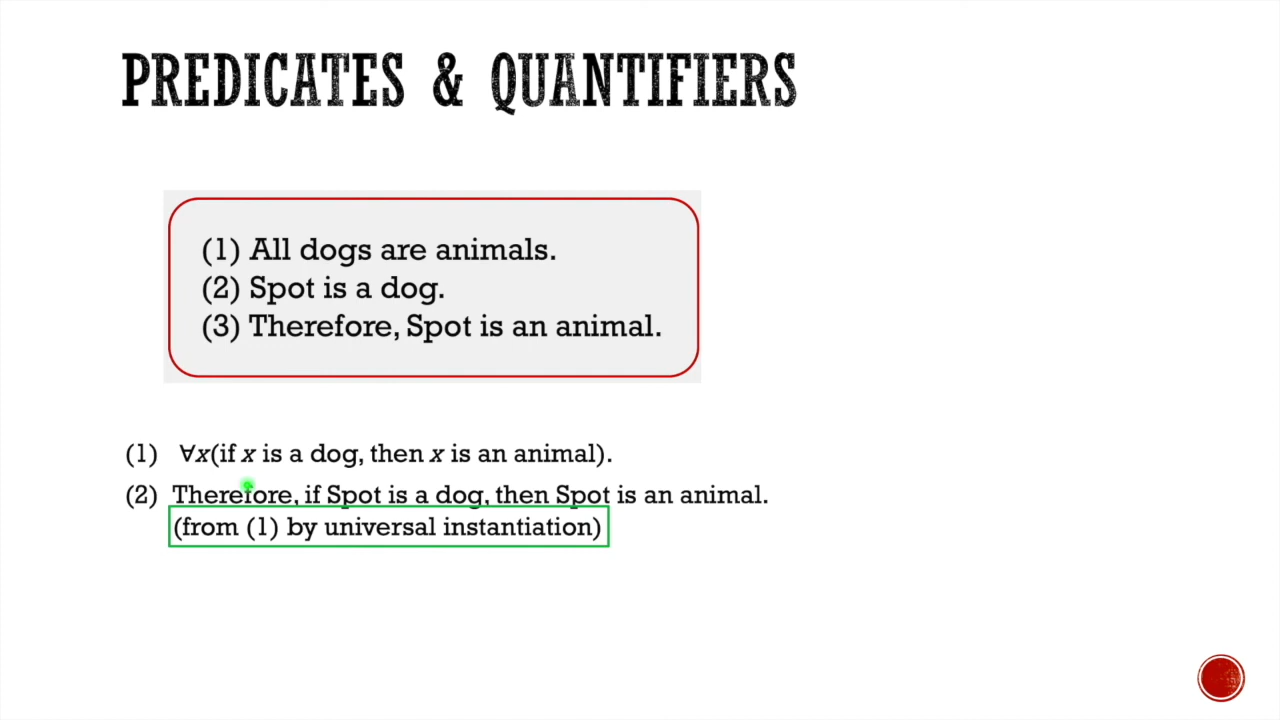 PREDICATES & QUANTIFIERS
(1) All dogs are animals.
(2) Spot is a dog.
(3) Therefore, Spot is an animal.
(1) ∀x(if x is a dog, then x is an animal).
(2) Therefore, if Spot is a dog, then Spot is an animal.
(from (1) by universal instantiation)